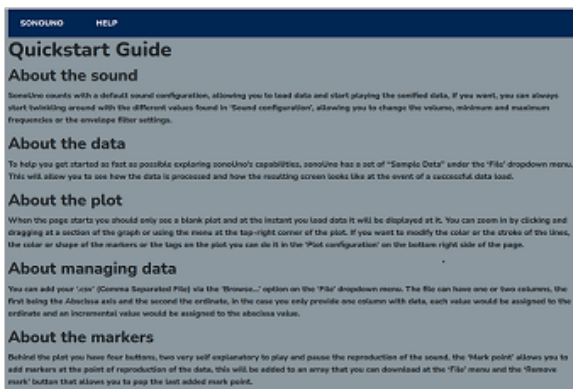 SONOUNO HELP
Quickstart Guide
About the sound
SonoUno counts with a default sound configuration, allowing you to load data and start playing the sonified data, if you want, you can always
start twinkling around with the different values found in 'Sound configuration', allowing you to change the volume, minimum and maximum
frequencies or the envelope filter settings.
About the data
To help you get started as fast as possible exploring sonoUno's capabilities, sonoUno has a set of "Sample Data" under the 'File' dropdown menu.
This will allow you to see how the data is processed and how the resulting screen looks like at the event of a successful data load.
About the plot
When the page starts you should only see a blank plot and at the instant you load data it will be displayed at it. You can zoom in by clicking and
dragging at a section of the graph or using the menu at the top-right corner of the plot. If you want to modify the color or the stroke of the lines,
the color or shape of the markers or the tags on the plot you can do it in the 'Plot configuration' on the bottom right side of the page.
About managing data
You can add your '.csv' (Comma Separated File) via the 'Browse...' option on the 'File' dropdown menu. The file can have one or two columns, the
first being the Abscissa axis and the second the ordinate, in the case you only provide one column with data, each value would be assigned to the
ordinate and an incremental value would be assigned to the abscissa value.
About the markers
Behind the plot you have four buttons, two very self explanatory to play and pause the reproduction of the sound, the 'Mark point' allows you to
add markers at the point of reproduction of the data, this will be added to an array that you can download at the 'File' menu and the 'Remove
mark' button that allows you to pop the last added mark point.